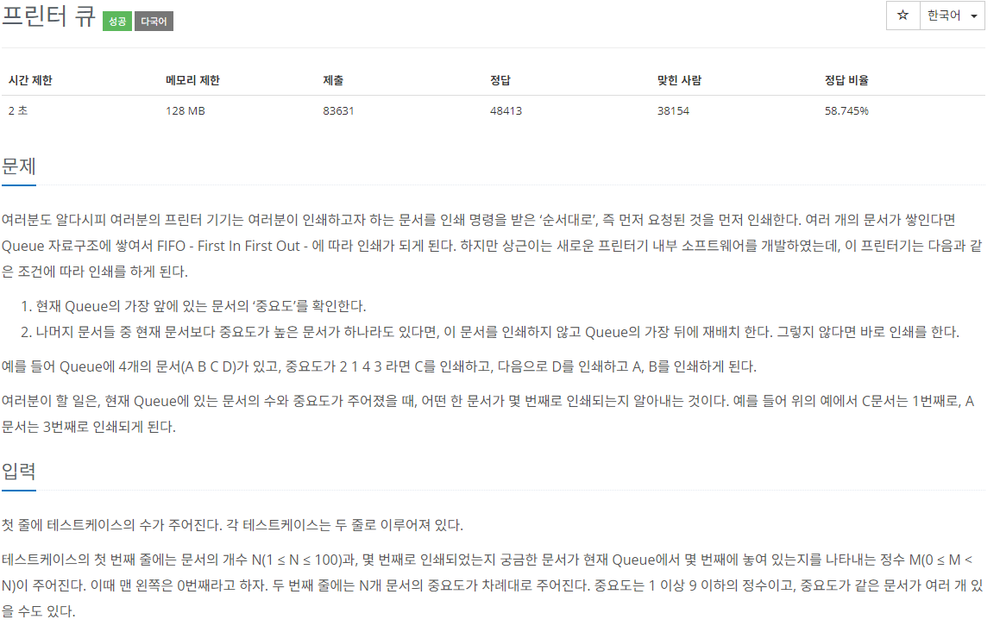 프린터 큐 성공 다국어
☆ 한국어
시간 제한 메모리 제한 제출 정답 맞힌 사람 정답 비율
2 초 128 MB 83631 48413 38154 58.745%
문제
여러분도 알다시피 여러분의 프린터 기기는 여러분이 인쇄하고자 하는 문서를 인쇄 명령을 받은 ‘순서대로’, 즉 먼저 요청된 것을 먼저 인쇄한다. 여러 개의 문서가 쌓인다면
Queue 자료구조에 쌓여서 FIFO - First In First Out - 에 따라 인쇄가 되게 된다. 하지만 상근이는 새로운 프린터기 내부 소프트웨어를 개발하였는데, 이 프린터기는 다음과 같
은 조건에 따라 인쇄를 하게 된다.
1. 현재 Queue의 가장 앞에 있는 문서의 ‘중요도’를 확인한다.
2. 나머지 문서들 중 현재 문서보다 중요도가 높은 문서가 하나라도 있다면, 이 문서를 인쇄하지 않고 Queue의 가장 뒤에 재배치 한다. 그렇지 않다면 바로 인쇄를 한다.
예를 들어 Queue에 4개의 문서(A B C D)가 있고, 중요도가 2 1 4 3 라면 C를 인쇄하고, 다음으로 D를 인쇄하고 A, B를 인쇄하게 된다.
여러분이 할 일은, 현재 Queue에 있는 문서의 수와 중요도가 주어졌을 때, 어떤 한 문서가 몇 번째로 인쇄되는지 알아내는 것이다. 예를 들어 위의 예에서 C문서는 1번째로, A
문서는 3번째로 인쇄되게 된다.
입력
첫 줄에 테스트케이스의 수가 주어진다. 각 테스트케이스는 두 줄로 이루어져 있다.
테스트케이스의 첫 번째 줄에는 문서의 개수 N(1 ≤ N ≤ 100)과, 몇 번째로 인쇄되었는지 궁금한 문서가 현재 Queue에서 몇 번째에 놓여 있는지를 나타내는 정수 M(0 ≤ M <
N)이 주어진다. 이때 맨 왼쪽은 0번째라고 하자. 두 번째 줄에는 N개 문서의 중요도가 차례대로 주어진다. 중요도는 1 이상 9 이하의 정수이고, 중요도가 같은 문서가 여러 개 있
을 수도 있다.